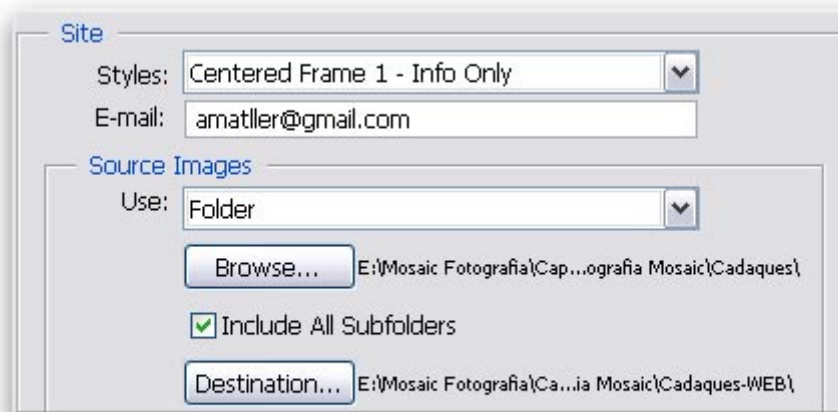 Site
Styles: Centered Frame 1 - Info Only
E-mail: amatller@gmail.com
Source Images
Use: Folder
Browse... E:\Mosaic Fotografia\Cap...ografia Mosaic\Cadaques\
Include All Subfolders
Destination... E:\Mosaic Fotografia\Ca...ia Mosaic\Cadaques-WEB\